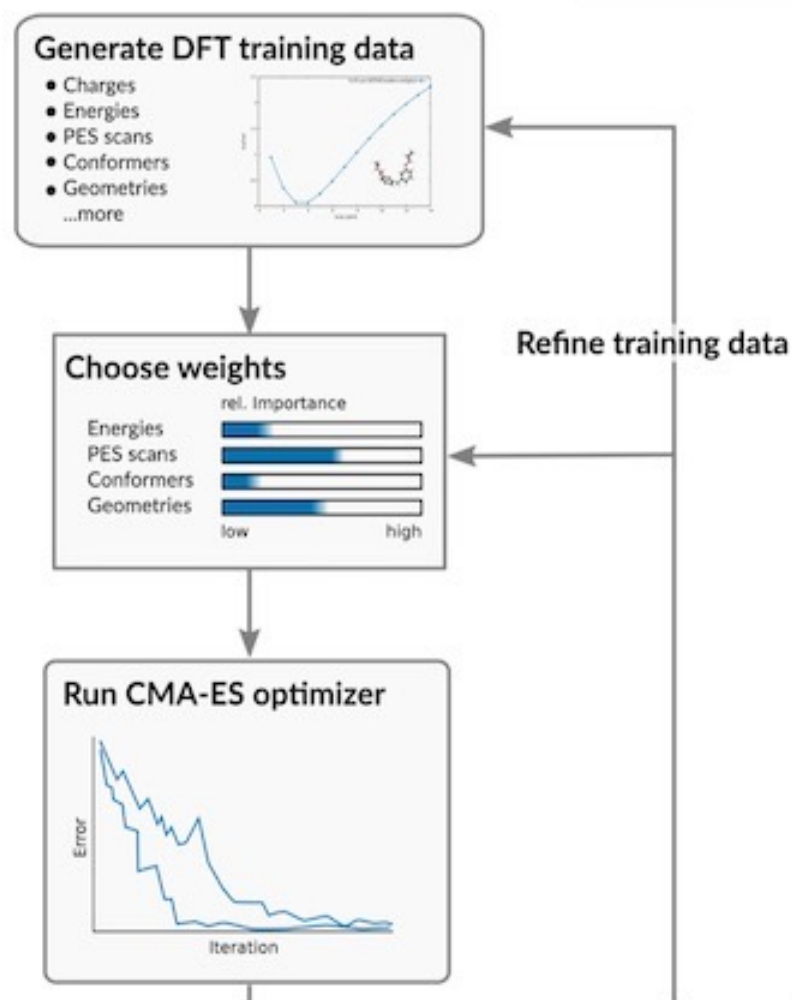 Generate DFT training data
• Charges
• Energies
• PES scans
• Conformers
• Geometries
...more
Refine training data
Choose weights
rel. Importance
Energies
PES scans
Conformers
Geometries
low high
Run CMA-ES optimizer
Error
Iteration